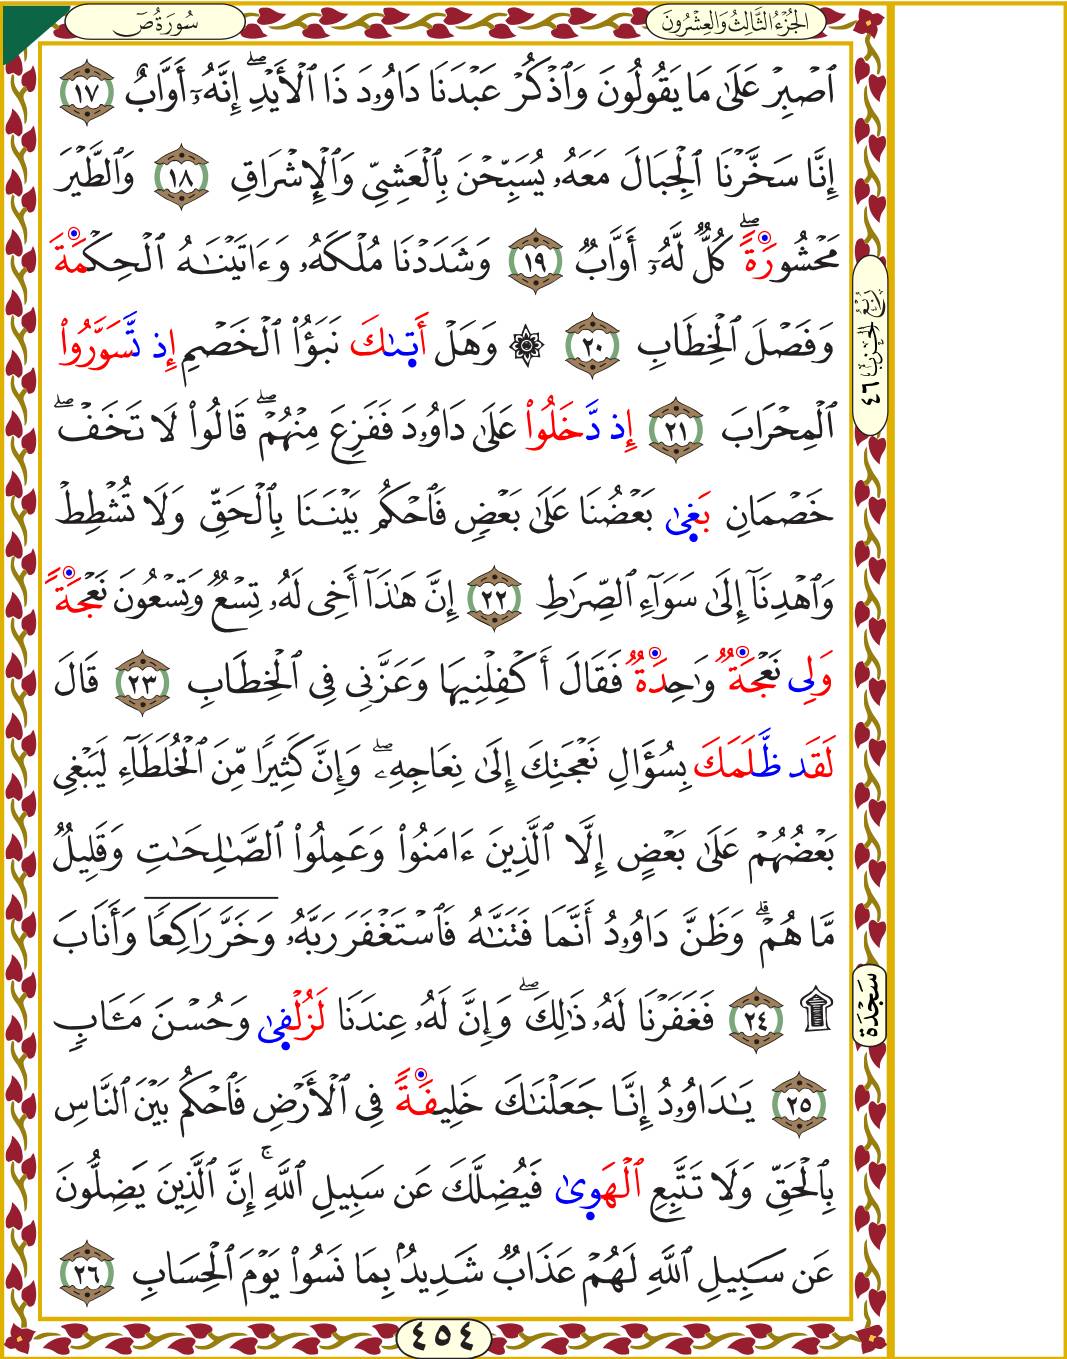 سُورَةُ صٓ
الجُزْءُ الثَّالِثُ وَالعِشْرُونَ
ٱصۡبِرۡ عَلَىٰ مَا يَقُولُونَ وَٱذۡكُرۡ عَبۡدَنَا دَاوُۥدَ ذَا ٱلۡأَيۡدِۖ إِنَّهُۥٓ أَوَّابٌ ١٧
إِنَّا سَخَّرۡنَا ٱلۡجِبَالَ مَعَهُۥ يُسَبِّحۡنَ بِٱلۡعَشِيِّ وَٱلۡإِشۡرَاقِ ١٨ وَٱلطَّيۡرَ
مَحۡشُورَةٗۖ كُلّٞ لَّهُۥٓ أَوَّابٞ ١٩ وَشَدَدۡنَا مُلۡكَهُۥ وَءَاتَيۡنَٰهُ ٱلۡحِكۡمَةَ
وَفَصۡلَ ٱلۡخِطَابِ ٢٠ ۞ وَهَلۡ أَتىٰكَ نَبَؤُاْ ٱلۡخَصۡمِ إِذ تَّسَوَّرُواْ
ٱلۡمِحۡرَابَ ٢١ إِذ دَّخَلُواْ عَلَىٰ دَاوُۥدَ فَفَزِعَ مِنۡهُمۡۖ قَالُواْ لَا تَخَفۡۖ
خَصۡمَانِ بَغىٰ بَعۡضُنَا عَلَىٰ بَعۡضٖ فَٱحۡكُم بَيۡنَنَا بِٱلۡحَقِّ وَلَا تُشۡطِطۡ
وَٱهۡدِنَآ إِلَىٰ سَوَآءِ ٱلصِّرَٰطِ ٢٢ إِنَّ هَٰذَآ أَخِي لَهُۥ تِسۡعٞ وَتِسۡعُونَ نَعۡجَةٗ
وَلِي نَعۡجَةٞ وَٰحِدَةٞ فَقَالَ أَكۡفِلۡنِيهَا وَعَزَّنِي فِي ٱلۡخِطَابِ ٢٣ قَالَ
لَقَد ظَّلَمَكَ بِسُؤَالِ نَعۡجَتِكَ إِلَىٰ نِعَاجِهِۦۖ وَإِنَّ كَثِيرٗا مِّنَ ٱلۡخُلَطَآءِ لَيَبۡغِي
بَعۡضُهُمۡ عَلَىٰ بَعۡضٍ إِلَّا ٱلَّذِينَ ءَامَنُواْ وَعَمِلُواْ ٱلصَّٰلِحَٰتِ وَقَلِيلٞ
مَّا هُمۡۗ وَظَنَّ دَاوُۥدُ أَنَّمَا فَتَنَّٰهُ فَٱسۡتَغۡفَرَ رَبَّهُۥ وَخَرَّ رَاكِعٗا وَأَنَابَ
۩ ٢٤ فَغَفَرۡنَا لَهُۥ ذَٰلِكَۖ وَإِنَّ لَهُۥ عِندَنَا لَزُلۡفىٰ وَحُسۡنَ مَـَٔابٖ
٢٥ يَٰدَاوُۥدُ إِنَّا جَعَلۡنَٰكَ خَلِيفَةٗ فِي ٱلۡأَرۡضِ فَٱحۡكُم بَيۡنَ ٱلنَّاسِ
بِٱلۡحَقِّ وَلَا تَتَّبِعِ ٱلۡهَوىٰ فَيُضِلَّكَ عَن سَبِيلِ ٱللَّهِۚ إِنَّ ٱلَّذِينَ يَضِلُّونَ
عَن سَبِيلِ ٱللَّهِ لَهُمۡ عَذَابٞ شَدِيدُۢ بِمَا نَسُواْ يَوۡمَ ٱلۡحِسَابِ ٢٦
رُبْعُ الحِزْبِ ٤٦
سَجْدَة
٤٥٤